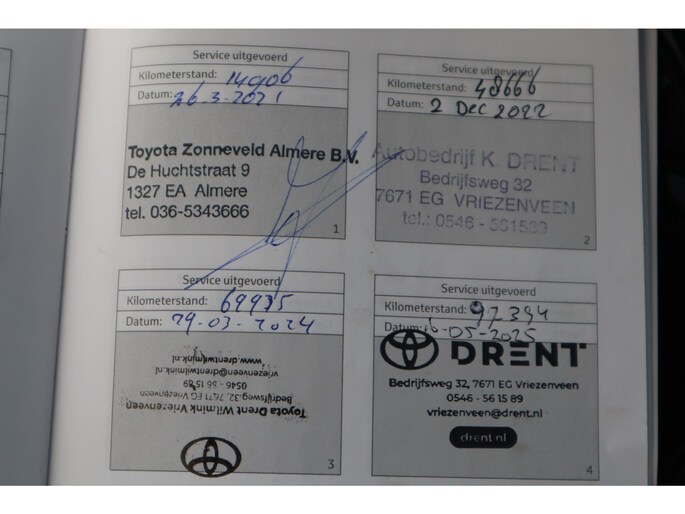 Service uitgevoerd
Kilometerstand: 14906
Datum: 26.3-2021
Toyota Zonneveld Almere B.V.
De Huchtstraat 9
1327 EA Almere
tel. 036-5343666
1
Service uitgevoerd
Kilometerstand: 48666
Datum: 2 Dec 2022
Autobedrijf K. DRENT
Bedrijfsweg 32
7671 EG VRIEZENVEEN
tel.: 0546 - 561589
2
Service uitgevoerd
Kilometerstand: 69935
Datum: 29-03-2024
Toyota Drent Wilmink Vriezenveen
Bedrijfsweg 32, 7671 EG Vriezenveen
0546 - 56 15 89
vriezenveen@drentwilmink.nl
www.drentwilmink.nl
3
Service uitgevoerd
Kilometerstand: 97394
Datum: -05-2025
DRENT
Bedrijfsweg 32, 7671 EG Vriezenveen
0546 - 56 15 89
vriezenveen@drent.nl
drent.nl
4